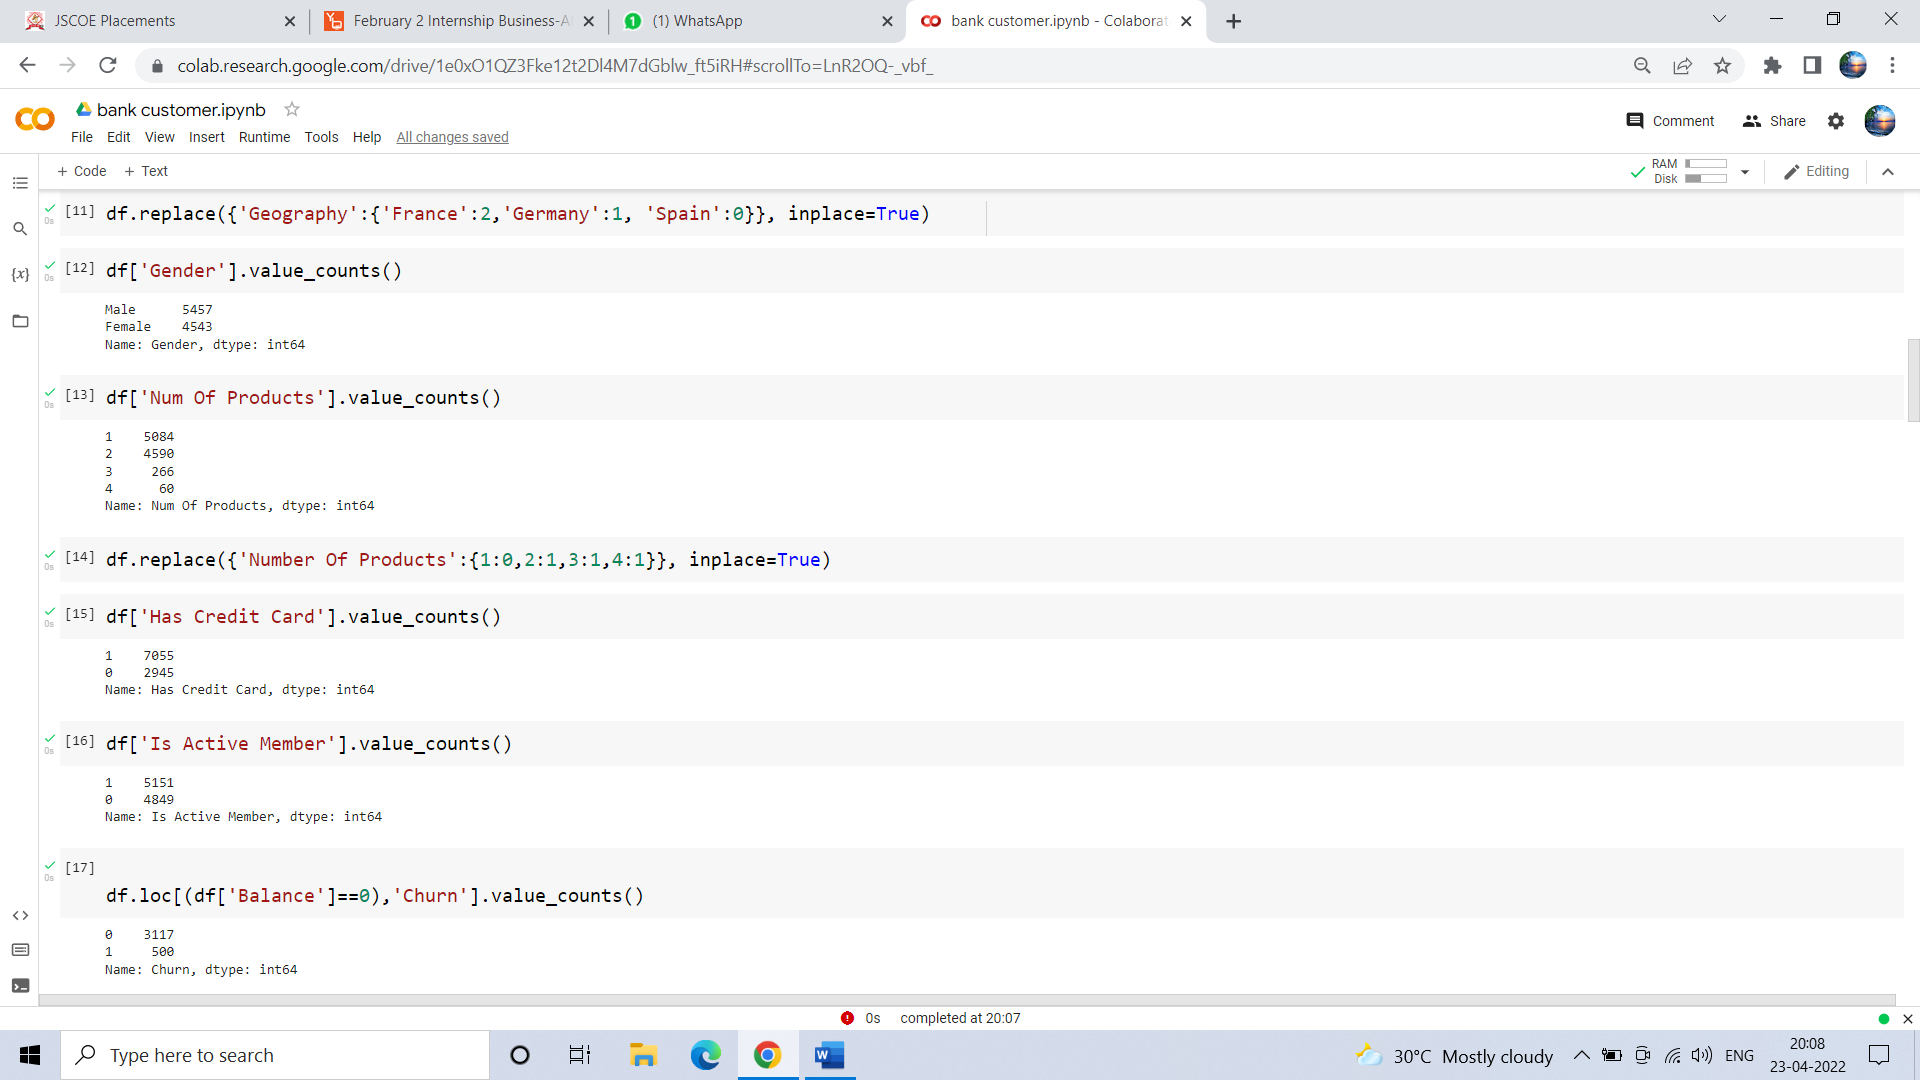 JSCOE Placements
February 2 Internship Business-A
(1) WhatsApp
bank customer.ipynb - Colaborat
colab.research.google.com/drive/1e0xO1QZ3Fke12t2Dl4M7dGblw_ft5iRH#scrollTo=LnR2OQ-_vbf_
bank customer.ipynb
File Edit View Insert Runtime Tools Help All changes saved
Comment Share
+ Code + Text
RAM
Disk
Editing
[11] df.replace({'Geography':{'France':2,'Germany':1, 'Spain':0}}, inplace=True)
0s
[12] df['Gender'].value_counts()
0s
Male 5457
Female 4543
Name: Gender, dtype: int64
[13] df['Num Of Products'].value_counts()
0s
1 5084
2 4590
3 266
4 60
Name: Num Of Products, dtype: int64
[14] df.replace({'Number Of Products':{1:0,2:1,3:1,4:1}}, inplace=True)
0s
[15] df['Has Credit Card'].value_counts()
0s
1 7055
0 2945
Name: Has Credit Card, dtype: int64
[16] df['Is Active Member'].value_counts()
0s
1 5151
0 4849
Name: Is Active Member, dtype: int64
[17]
0s
df.loc[(df['Balance']==0),'Churn'].value_counts()
0 3117
1 500
Name: Churn, dtype: int64
0s completed at 20:07
Type here to search
30°C Mostly cloudy
ENG
20:08
23-04-2022